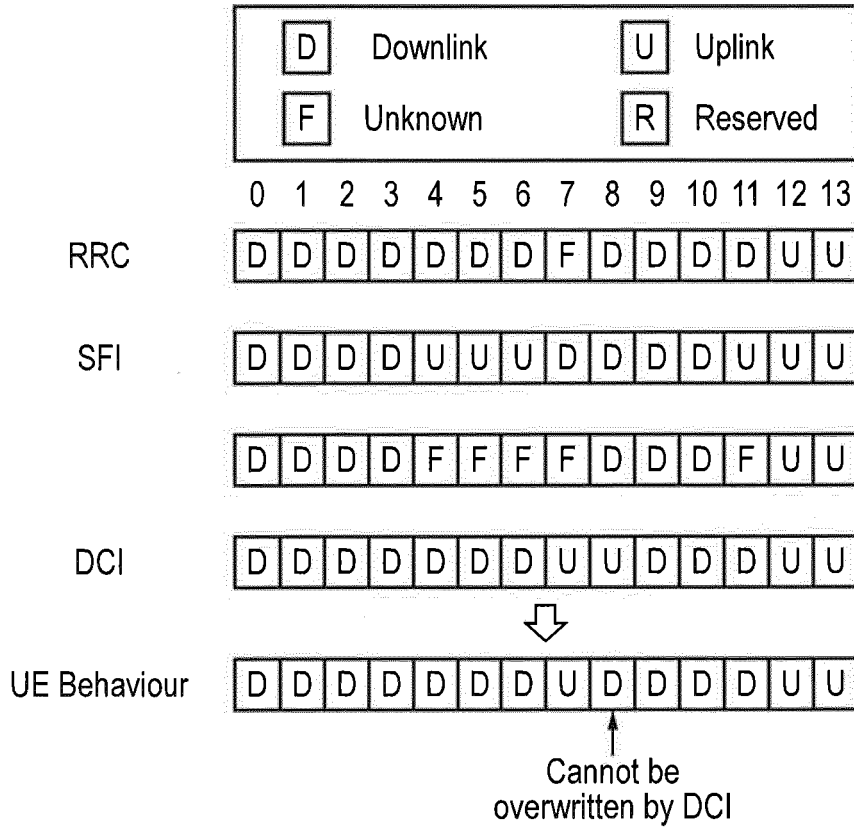 D Downlink U Uplink
F Unknown R Reserved
0 1 2 3 4 5 6 7 8 9 10 11 12 13
RRC D D D D D D D F D D D D U U
SFI D D D D U U U D D D D U U U
D D D D F F F F D D D F U U
DCI D D D D D D D U U D D D U U
UE Behaviour D D D D D D D U D D D D U U
Cannot be
overwritten by DCI